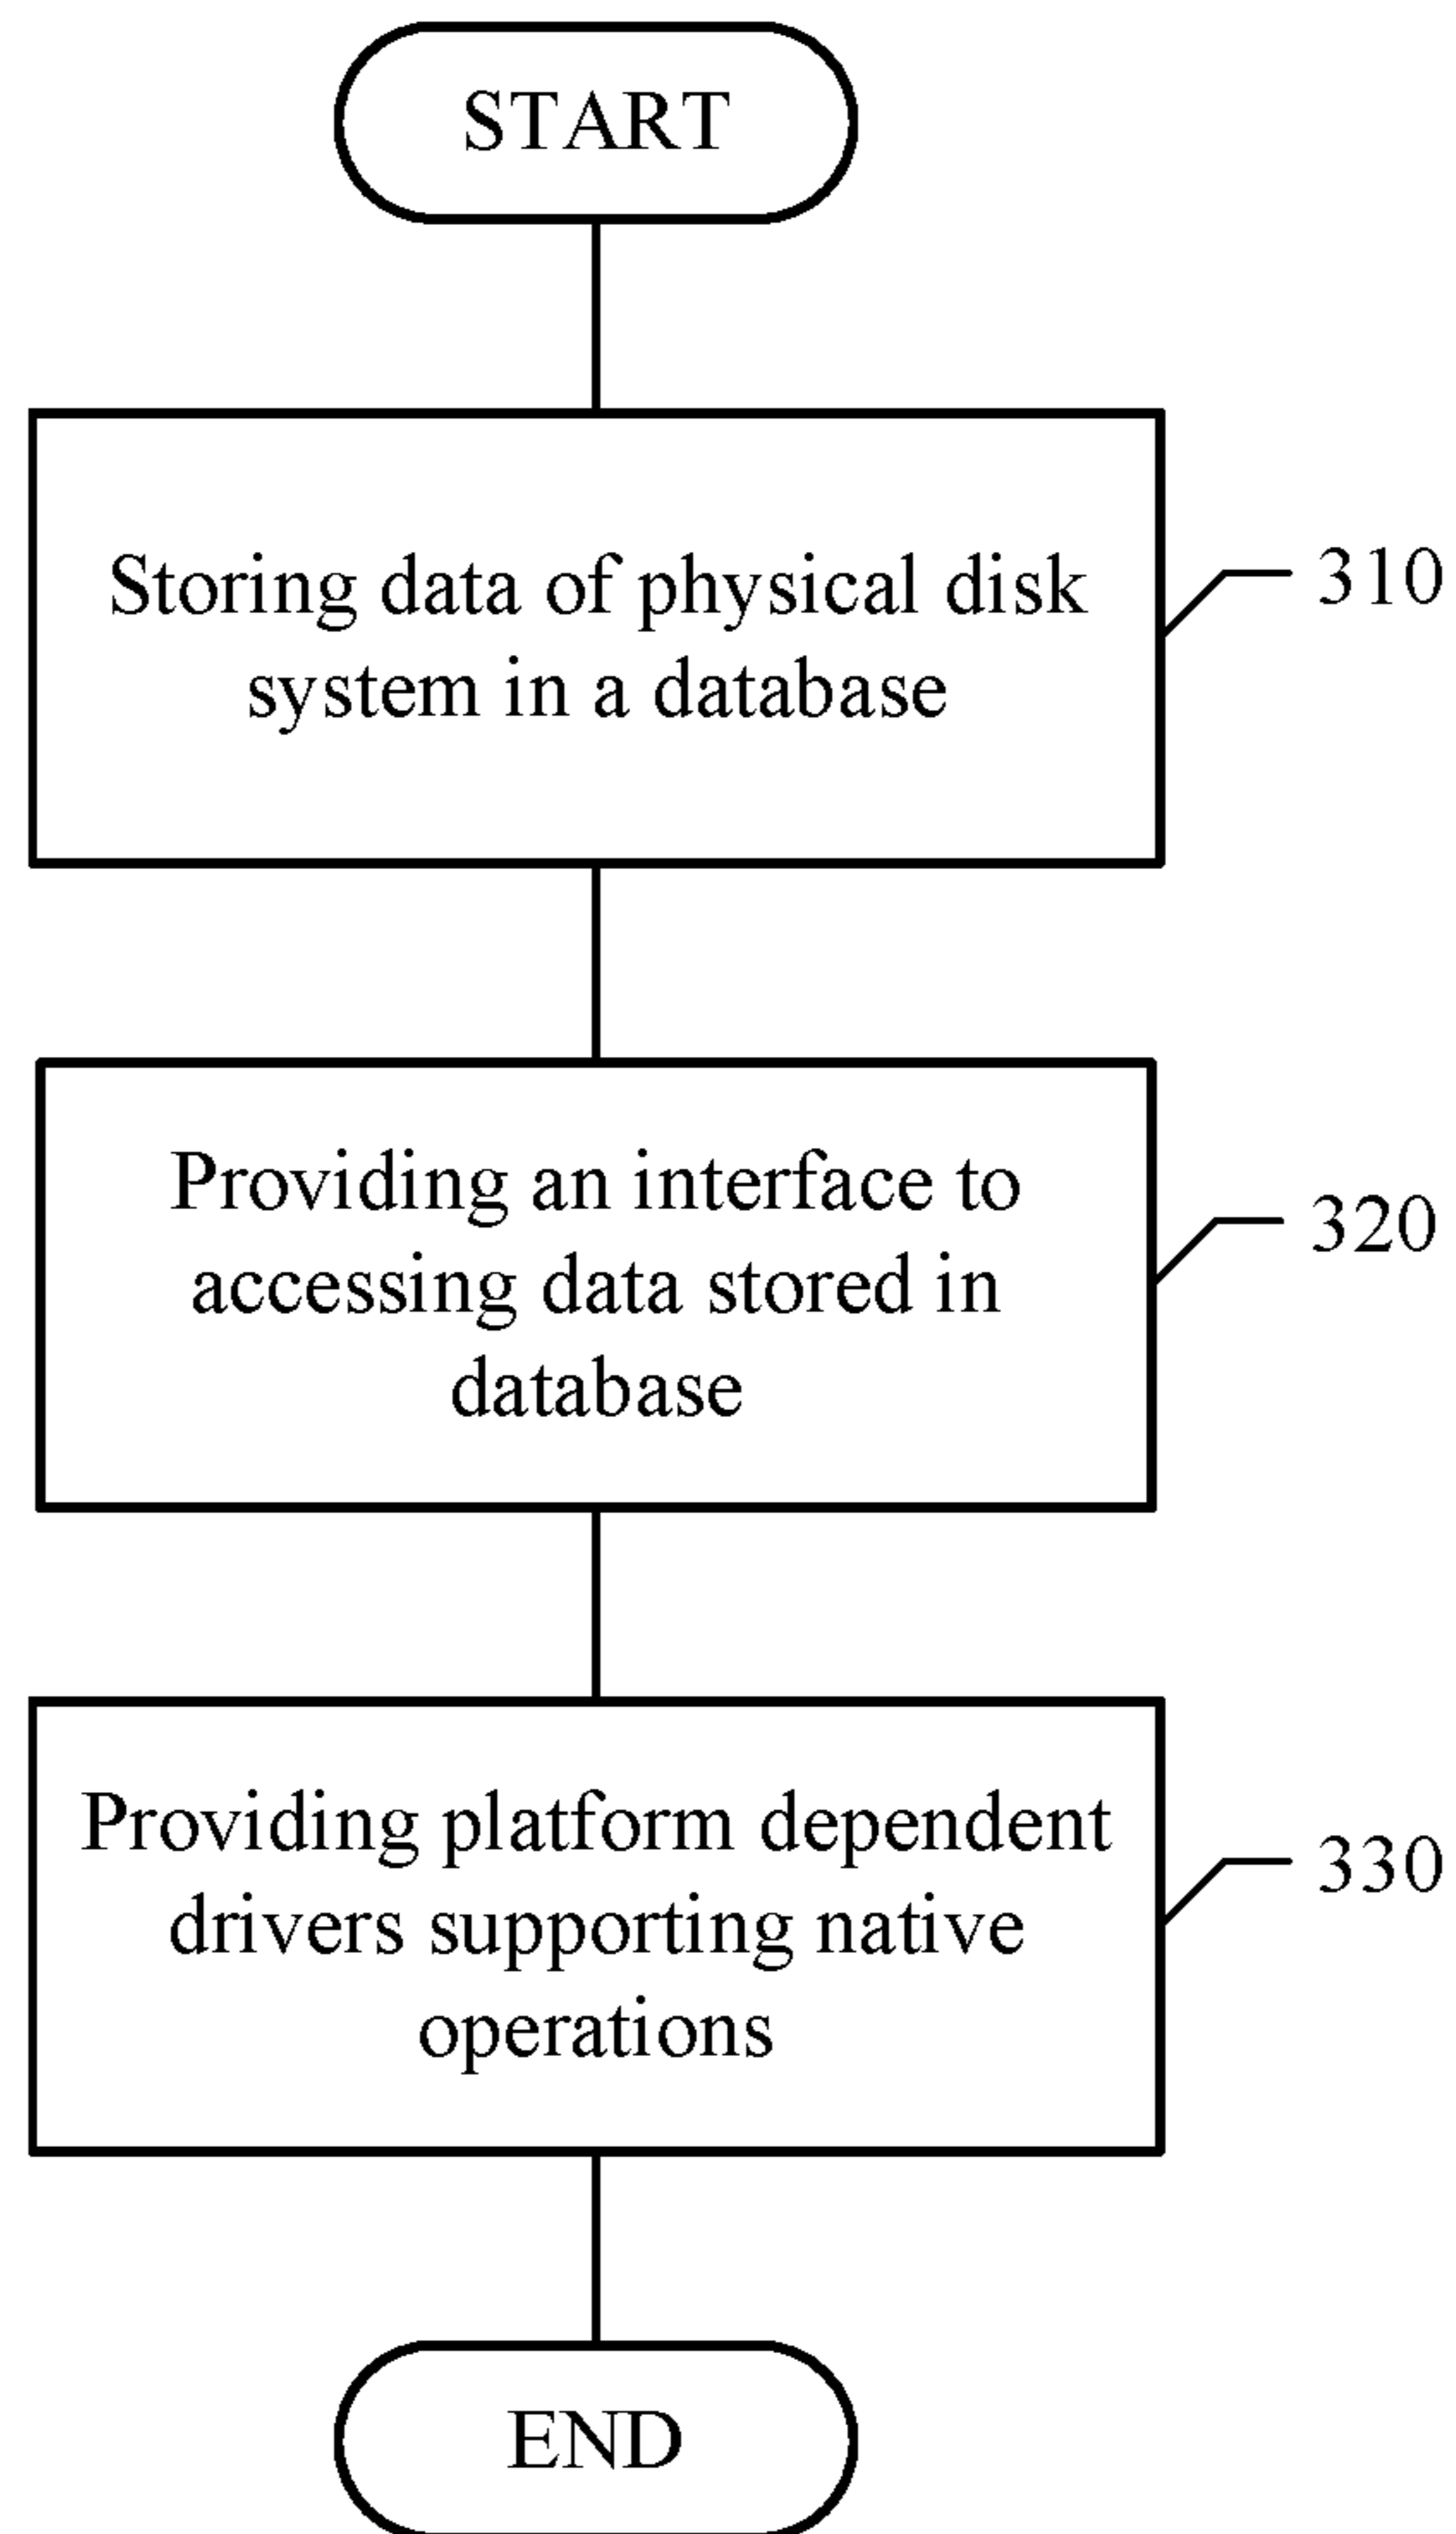 START
Storing data of physical disk
system in a database
310
Providing an interface to
accessing data stored in
database
320
Providing platform dependent
drivers supporting native
operations
330
END